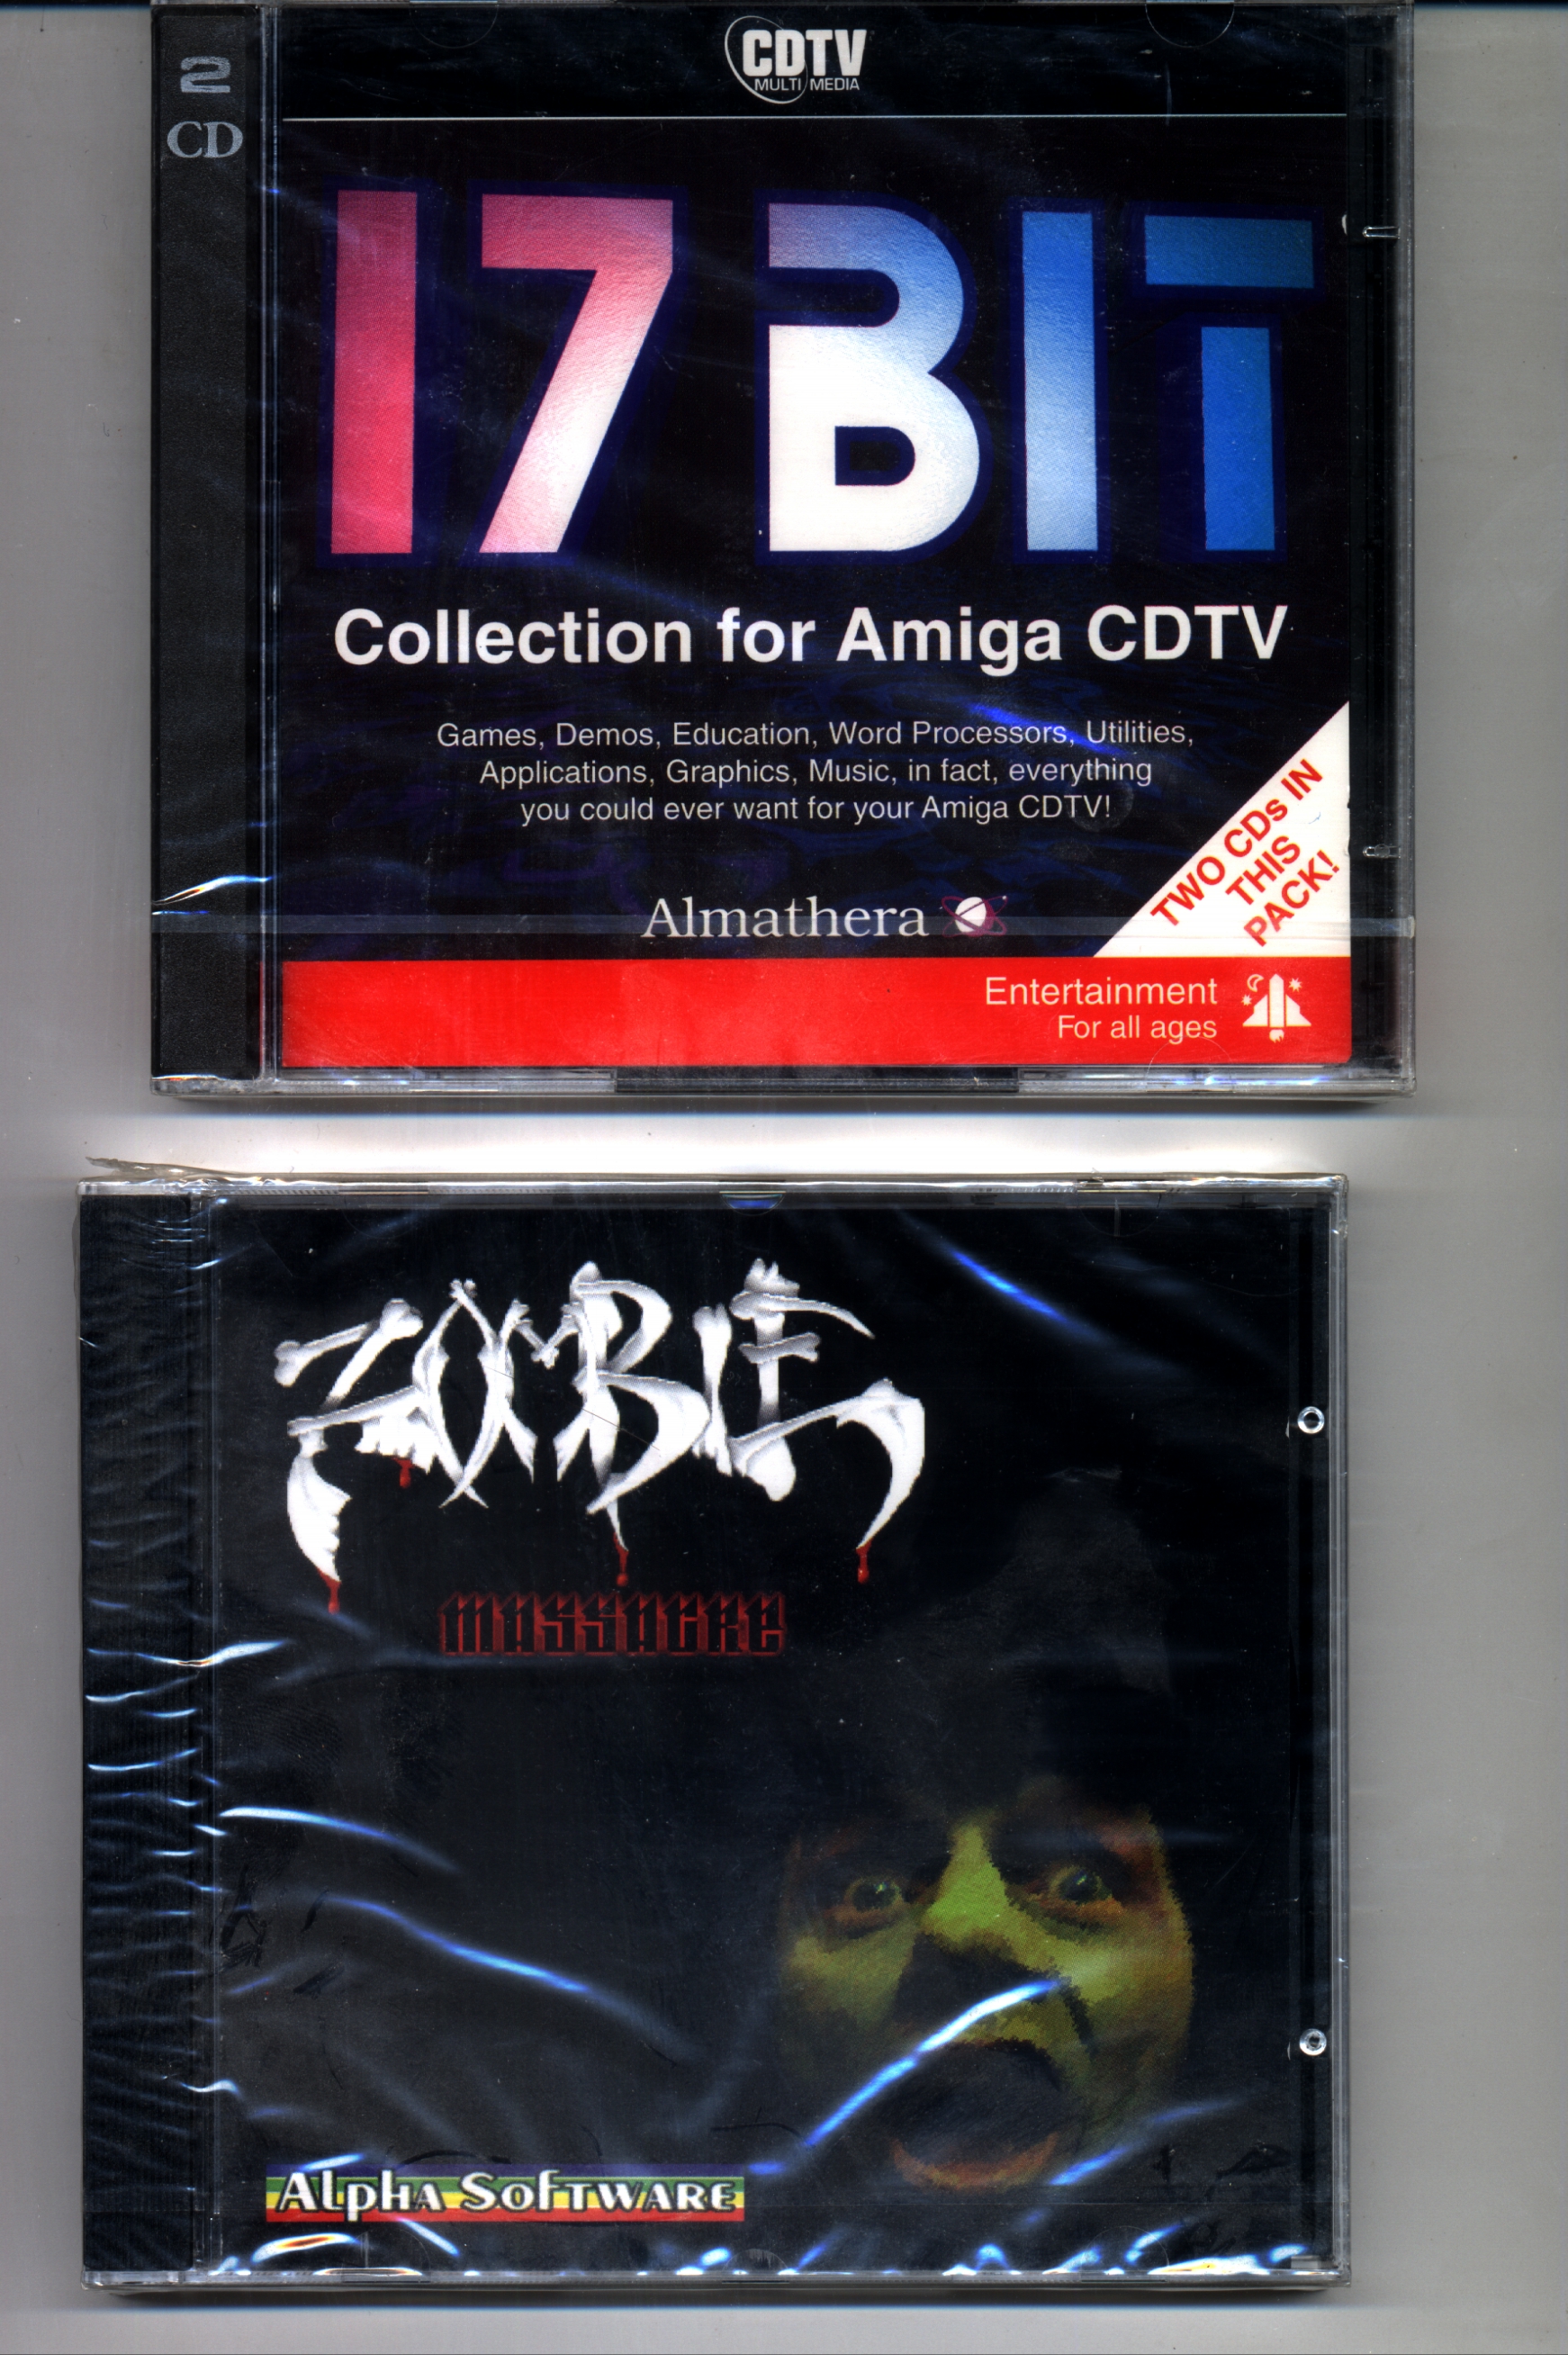 2
CD
CDTV
MULTI MEDIA
17 BIT
Collection for Amiga CDTV
Games, Demos, Education, Word Processors, Utilities,
Applications, Graphics, Music, in fact, everything
you could ever want for your Amiga CDTV!
TWO CDs IN
THIS
PACK!
Almathera
Entertainment
For all ages
ZOMBIE
MASSACRE
Alpha Software